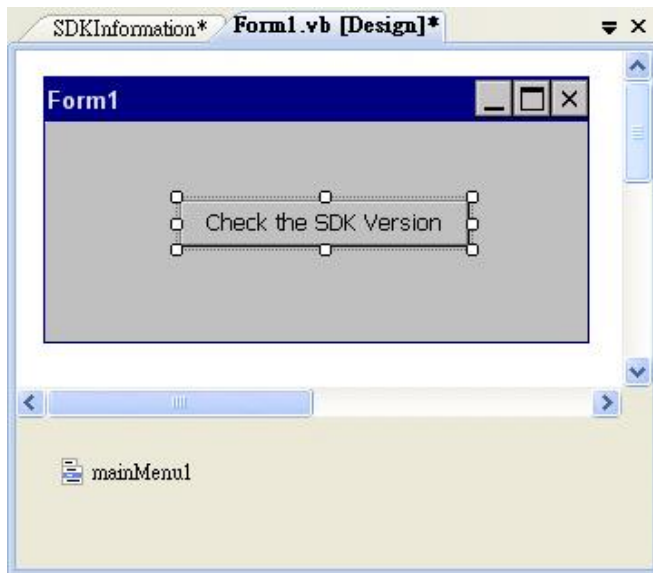 SDKInformation* Form1.vb [Design]*
Form1
Check the SDK Version
mainMenu1